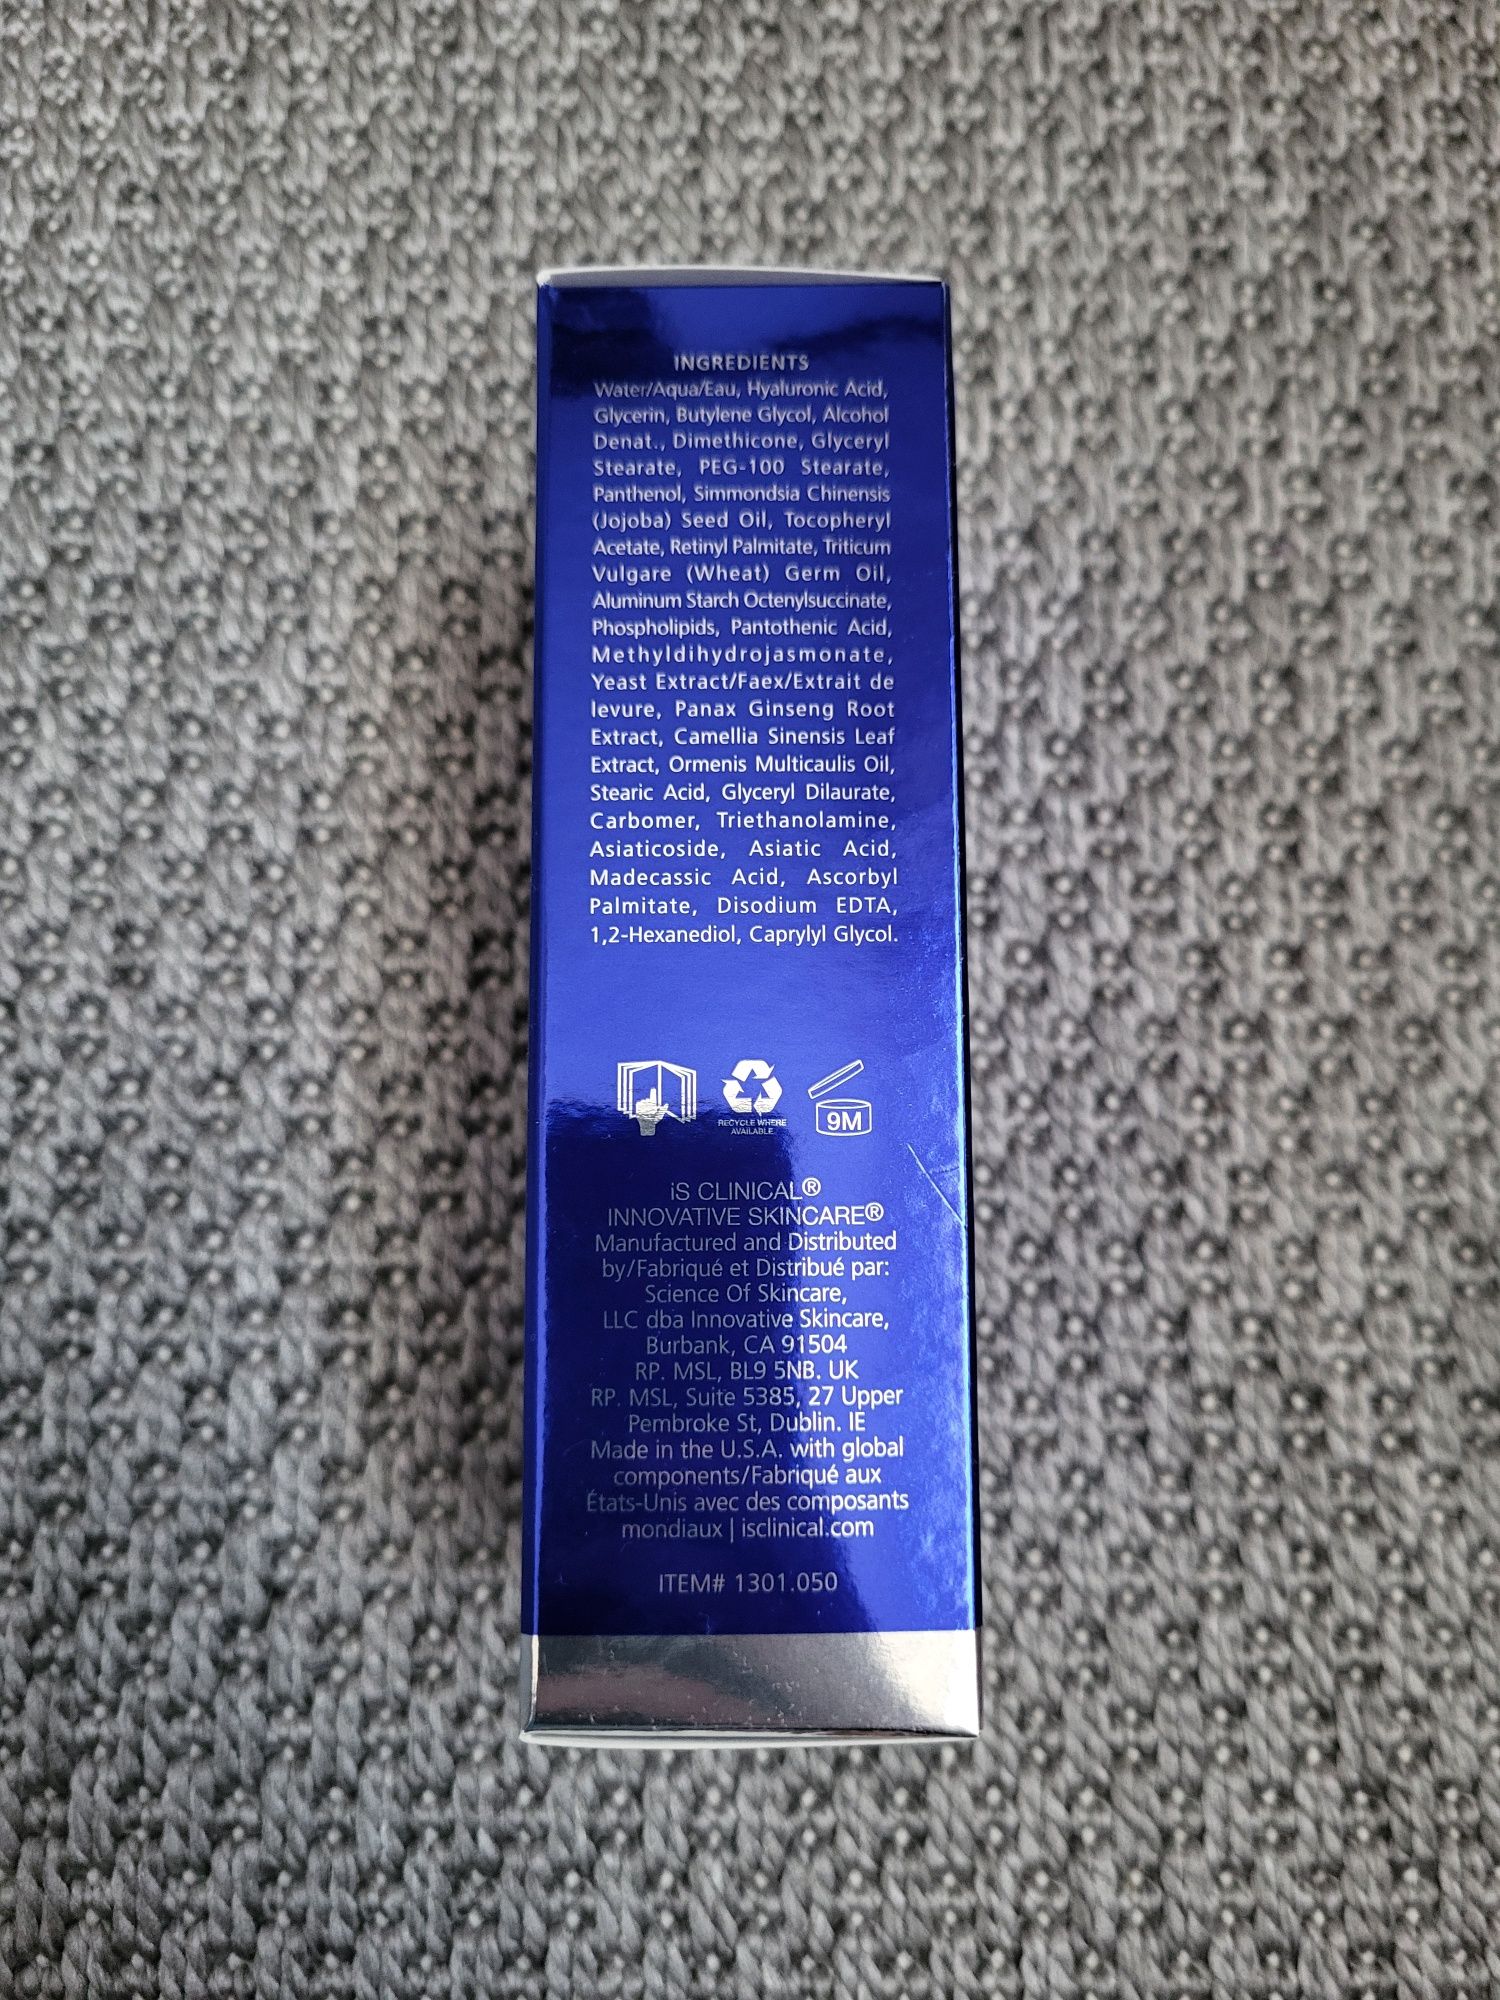 INGREDIENTS
Water/Aqua/Eau, Hyaluronic Acid,
Glycerin, Butylene Glycol, Alcohol
Denat., Dimethicone, Glyceryl
Stearate, PEG-100 Stearate,
Panthenol, Simmondsia Chinensis
(Jojoba) Seed Oil, Tocopheryl
Acetate, Retinyl Palmitate, Triticum
Vulgare (Wheat) Germ Oil,
Aluminum Starch Octenylsuccinate,
Phospholipids, Pantothenic Acid,
Methyldihydrojasmonate,
Yeast Extract/Faex/Extrait de
levure, Panax Ginseng Root
Extract, Camellia Sinensis Leaf
Extract, Ormenis Multicaulis Oil,
Stearic Acid, Glyceryl Dilaurate,
Carbomer, Triethanolamine,
Asiaticoside, Asiatic Acid,
Madecassic Acid, Ascorbyl
Palmitate, Disodium EDTA,
1,2-Hexanediol, Caprylyl Glycol.
RECYCLE WHERE
AVAILABLE
9M
iS CLINICAL®
INNOVATIVE SKINCARE®
Manufactured and Distributed
by/Fabriqué et Distribué par:
Science Of Skincare,
LLC dba Innovative Skincare,
Burbank, CA 91504
RP. MSL, BL9 5NB. UK
RP. MSL, Suite 5385, 27 Upper
Pembroke St, Dublin. IE
Made in the U.S.A. with global
components/Fabriqué aux
États-Unis avec des composants
mondiaux | isclinical.com
ITEM# 1301.050